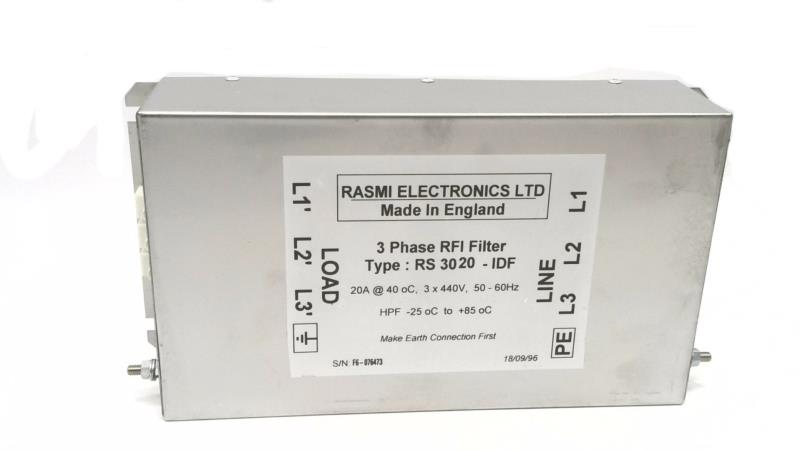 RASMI ELECTRONICS LTD
Made In England
3 Phase RFI Filter
Type : RS 3020 - IDF
20A @ 40 oC, 3 x 440V, 50 - 60Hz
HPF -25 oC to +85 oC
Make Earth Connection First
S/N: F6-076473
18/09/96
L1' L2' L3'
LOAD
LINE
L1 L2 L3 PE